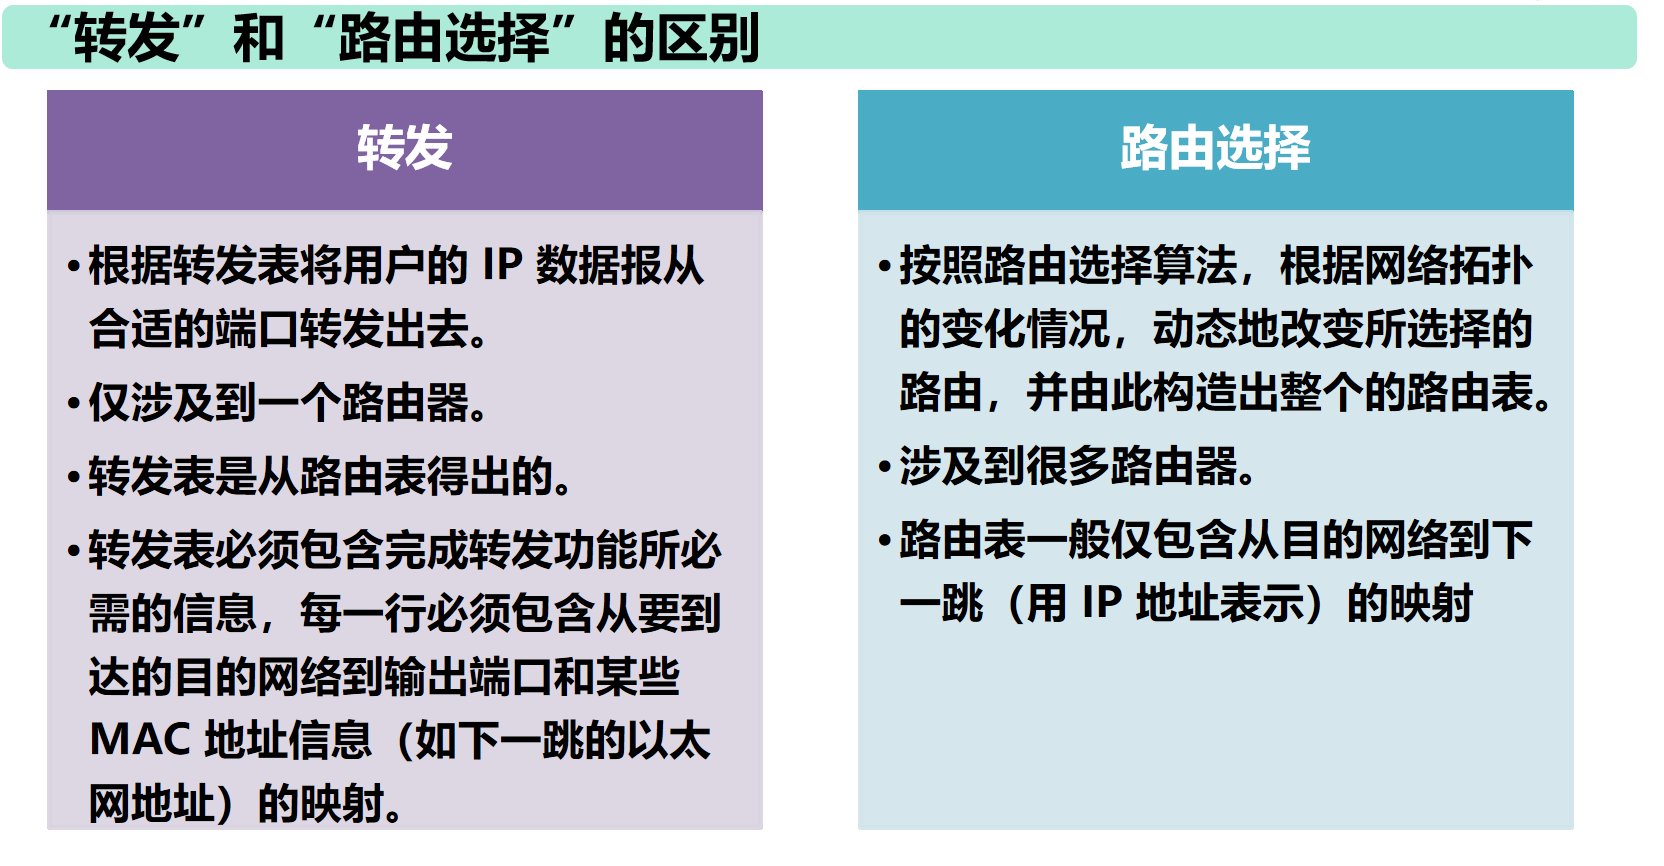 “转发”和“路由选择”的区别
转发
• 根据转发表将用户的 IP 数据报从
合适的端口转发出去。
• 仅涉及到一个路由器。
• 转发表是从路由表得出的。
• 转发表必须包含完成转发功能所必
需的信息，每一行必须包含从要到
达的目的网络到输出端口和某些
MAC 地址信息（如下一跳的以太
网地址）的映射。
路由选择
• 按照路由选择算法，根据网络拓扑
的变化情况，动态地改变所选择的
路由，并由此构造出整个的路由表。
• 涉及到很多路由器。
• 路由表一般仅包含从目的网络到下
一跳（用 IP 地址表示）的映射